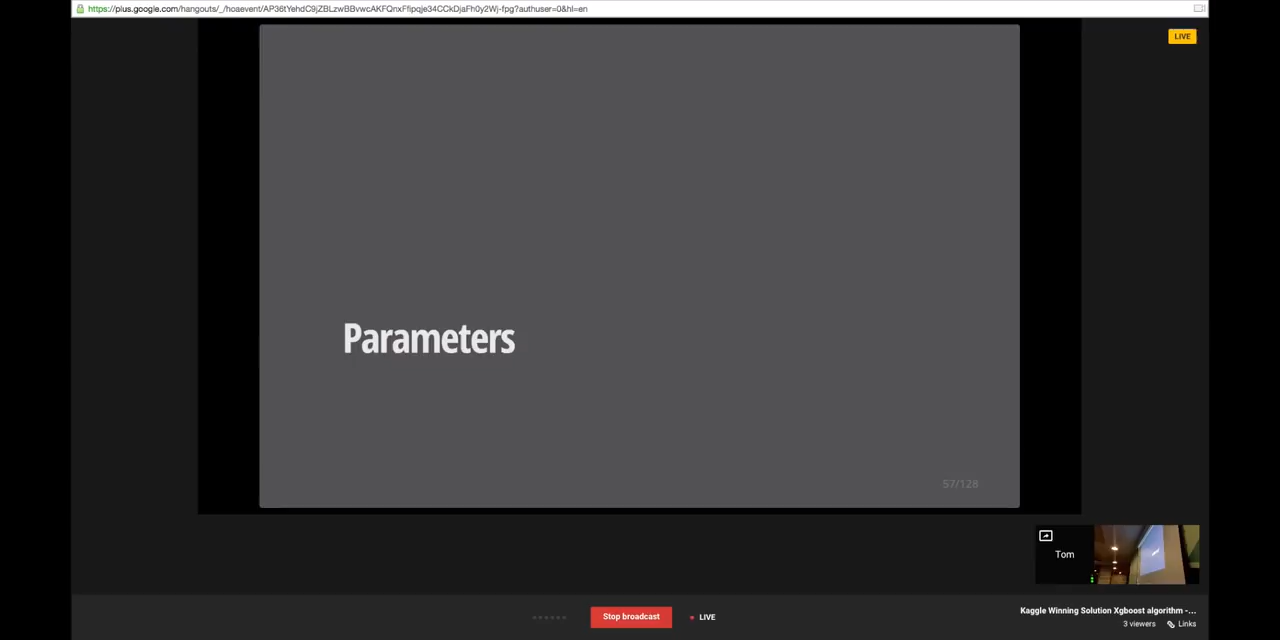 https://plus.google.com/hangouts/_/hoaevent/AP36tYehdC9jZBLzwBBvwcAKFQnxFfipqje34CCkDjaFh0y2Wj-fpg?authuser=0&hl=en
LIVE
Parameters
57/128
Tom
Stop broadcast
LIVE
Kaggle Winning Solution Xgboost algorithm -...
3 viewers
Links